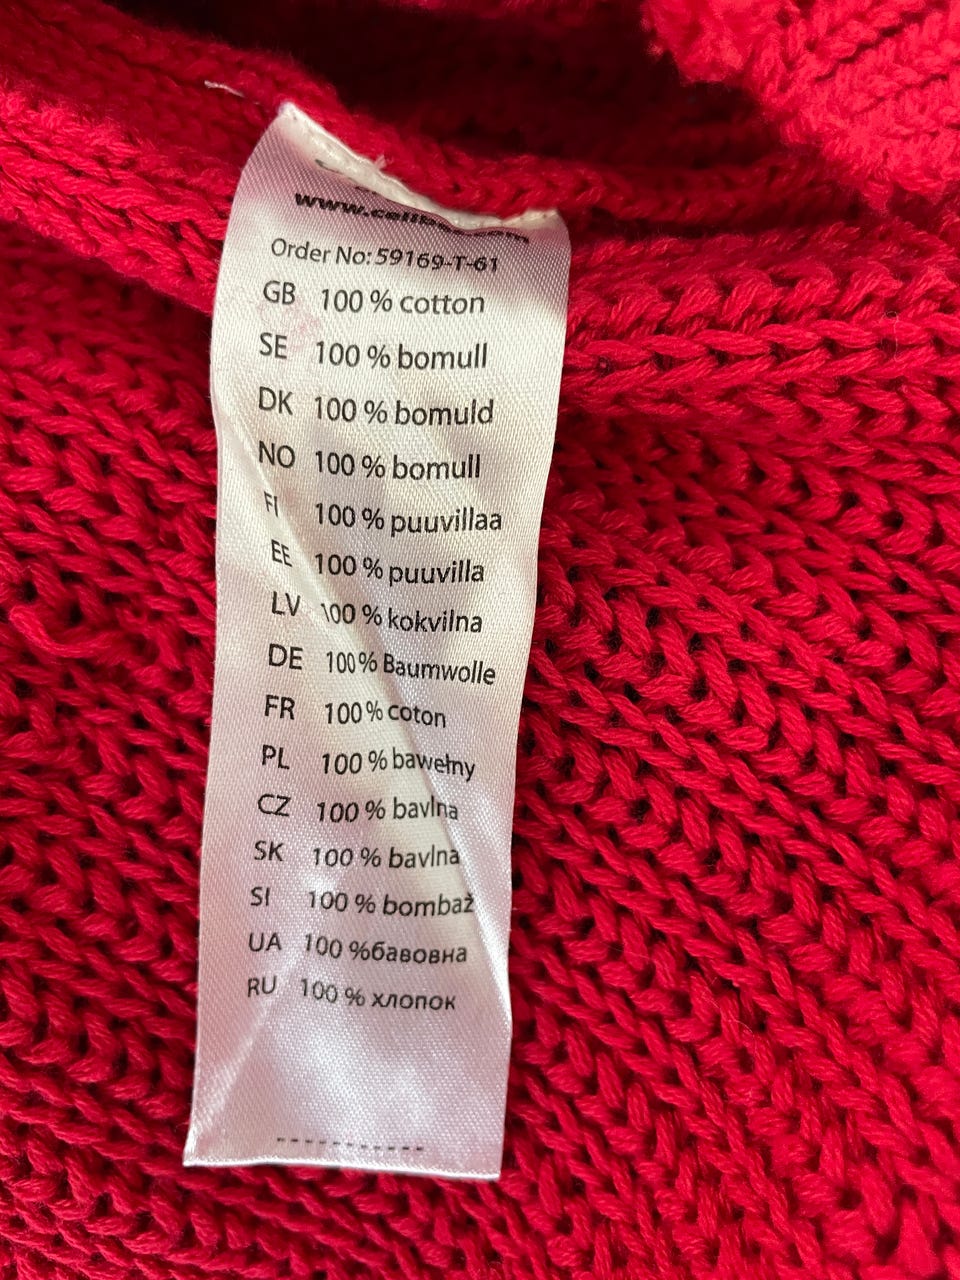 Order No: 59169-T-61
GB 100 % cotton
SE 100 % bomull
DK 100 % bomuld
NO 100 % bomull
FI 100 % puuvillaa
EE 100 % puuvilla
LV 100 % kokvilna
DE 100 % Baumwolle
FR 100 % coton
PL 100 % bawełny
CZ 100 % bavlna
SK 100 % bavlna
SI 100 % bombaž
UA 100 %бавовна
RU 100 % хлопок